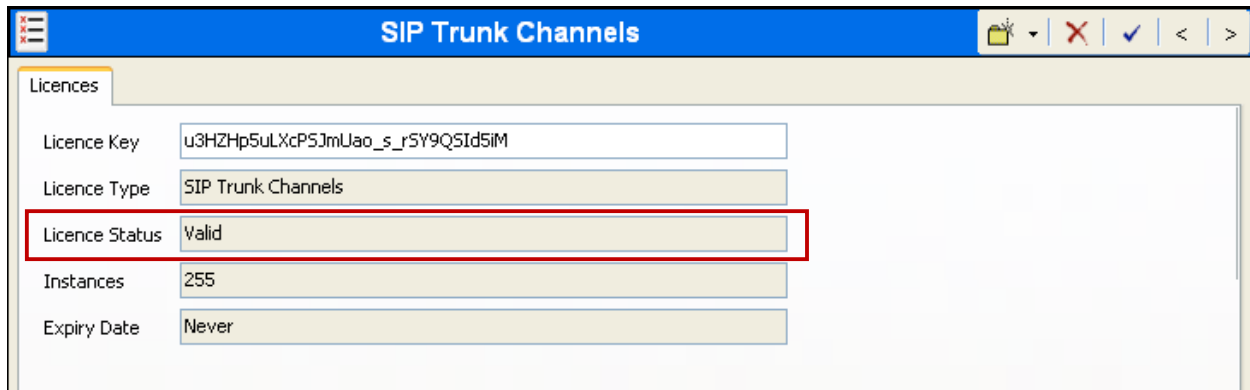 SIP Trunk Channels
Licences
Licence Key u3HZHp5uLXcPSJmUao_s_rSY9QSId5iM
Licence Type SIP Trunk Channels
Licence Status Valid
Instances 255
Expiry Date Never